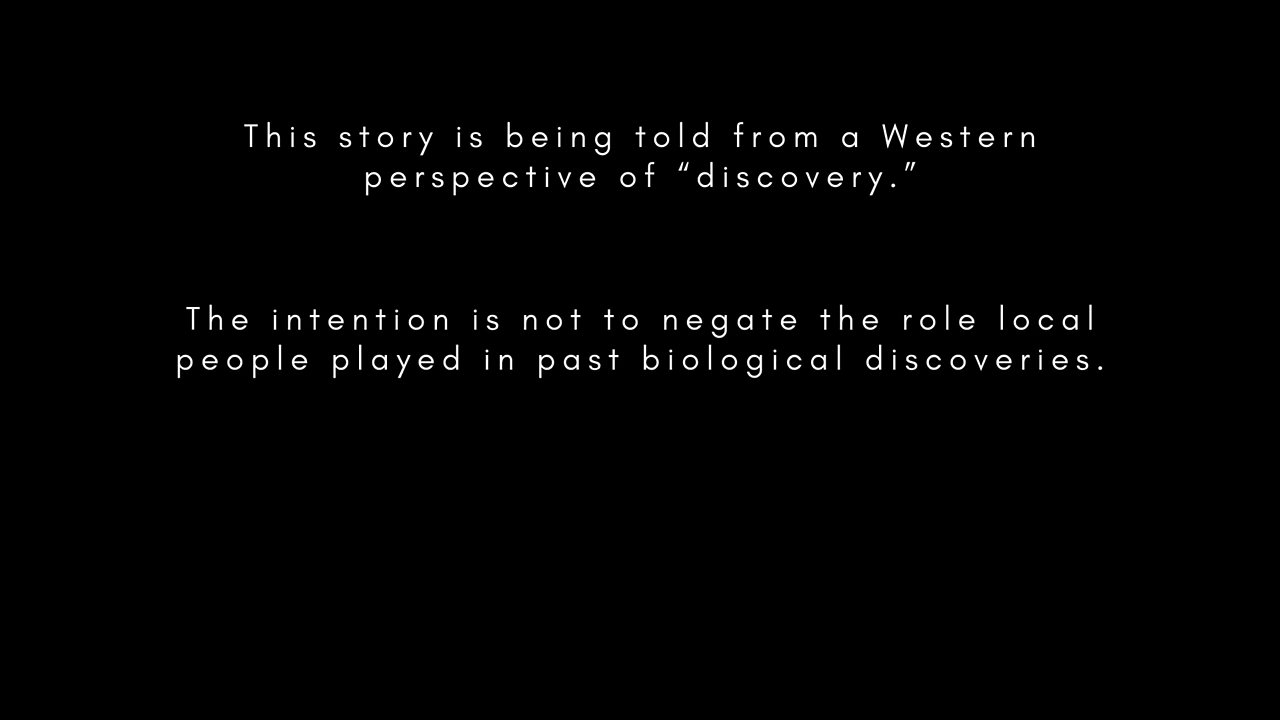 This story is being told from a Western
perspective of “discovery.”
The intention is not to negate the role local
people played in past biological discoveries.